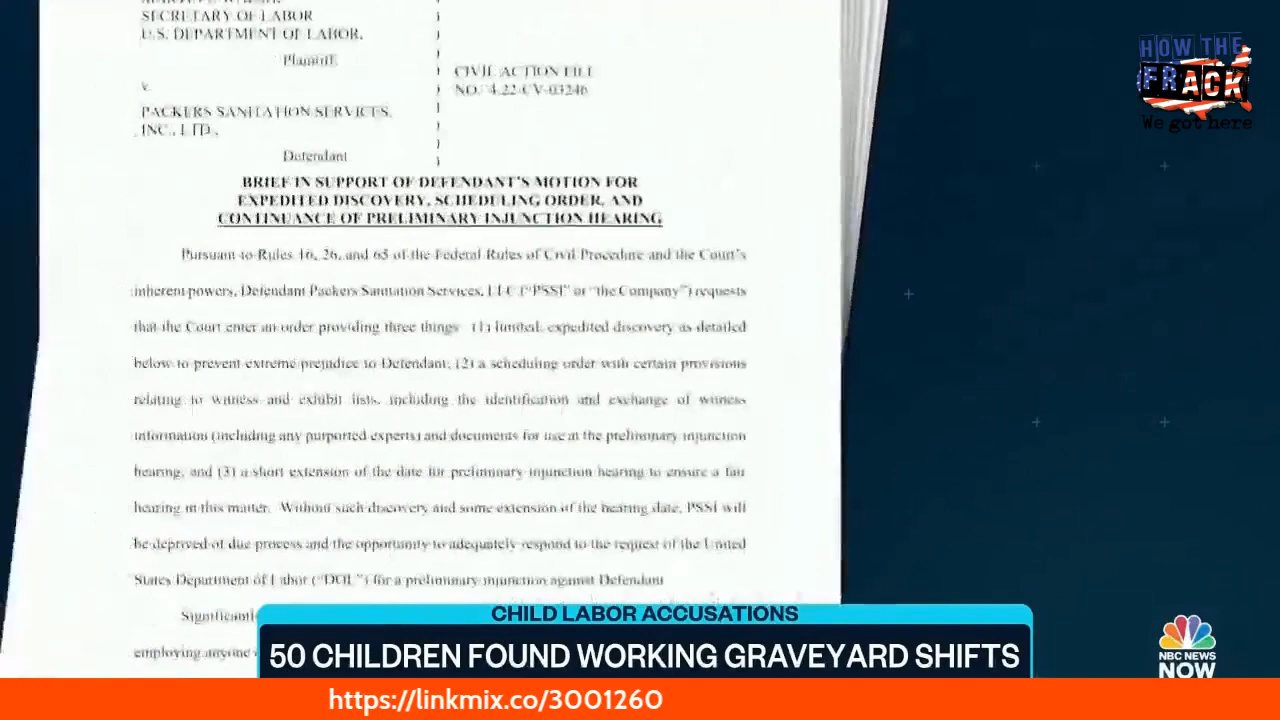 SECRETARY OF LABOR
U.S. DEPARTMENT OF LABOR,
Plaintiff,
v.
CIVIL ACTION FILE
NO. 4:22-CV-03246
PACKERS SANITATION SERVICES,
INC., LTD.,
Defendant
BRIEF IN SUPPORT OF DEFENDANT'S MOTION FOR
EXPEDITED DISCOVERY, SCHEDULING ORDER, AND
CONTINUANCE OF PRELIMINARY INJUNCTION HEARING
Pursuant to Rules 16, 26, and 65 of the Federal Rules of Civil Procedure and the Court's
inherent powers, Defendant Packers Sanitation Services, LLC ("PSSI" or "the Company") requests
that the Court enter an order providing three things: (1) limited, expedited discovery as detailed
below to prevent extreme prejudice to Defendant; (2) a scheduling order with certain provisions
relating to witness and exhibit lists, including the identification and exchange of witness
information (including any purported experts) and documents for use at the preliminary injunction
hearing; and (3) a short extension of the date for preliminary injunction hearing to ensure a fair
hearing in this matter. Without such discovery and some extension of the hearing date, PSSI will
be deprived of due process and the opportunity to adequately respond to the request of the United
States Department of Labor ("DOL") for a preliminary injunction against Defendant
employing anyone
HOW THE
FRACK
We got here
CHILD LABOR ACCUSATIONS
50 CHILDREN FOUND WORKING GRAVEYARD SHIFTS
NBC NEWS
NOW
https://linkmix.co/3001260